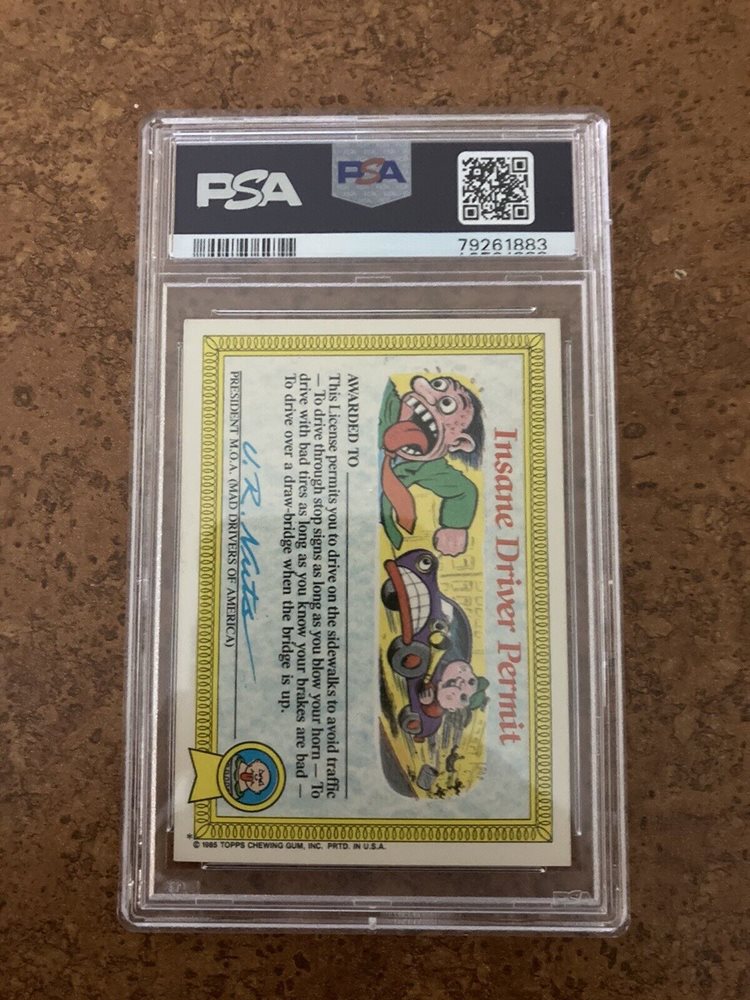 PSA
PSA
79261883
Insane Driver Permit
AWARDED TO
This License permits you to drive on the sidewalks to avoid traffic
— To drive through stop signs as long as you blow your horn — To
drive with bad tires as long as you know your brakes are bad —
To drive over a draw-bridge when the bridge is up.
U. R. Nuts
PRESIDENT M.O.A. (MAD DRIVERS OF AMERICA)
* © 1985 TOPPS CHEWING GUM, INC. PRTD. IN U.S.A.